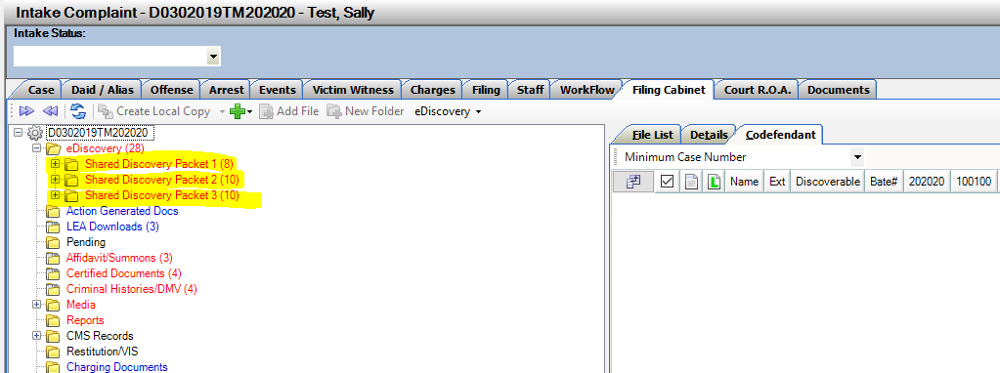 Intake Complaint - D0302019TM202020 - Test, Sally
Intake Status:
Case Daid / Alias Offense Arrest Events Victim Witness Charges Filing Staff WorkFlow Filing Cabinet Court R.O.A. Documents
Create Local Copy Add File New Folder eDiscovery
D0302019TM202020
eDiscovery (28)
Shared Discovery Packet 1 (8)
Shared Discovery Packet 2 (10)
Shared Discovery Packet 3 (10)
Action Generated Docs
LEA Downloads (3)
Pending
Affidavit/Summons (3)
Certified Documents (4)
Criminal Histories/DMV (4)
Media
Reports
CMS Records
Restitution/VIS
Charging Documents
File List Details Codefendant
Minimum Case Number
L Name Ext Discoverable Bate# 202020 100100